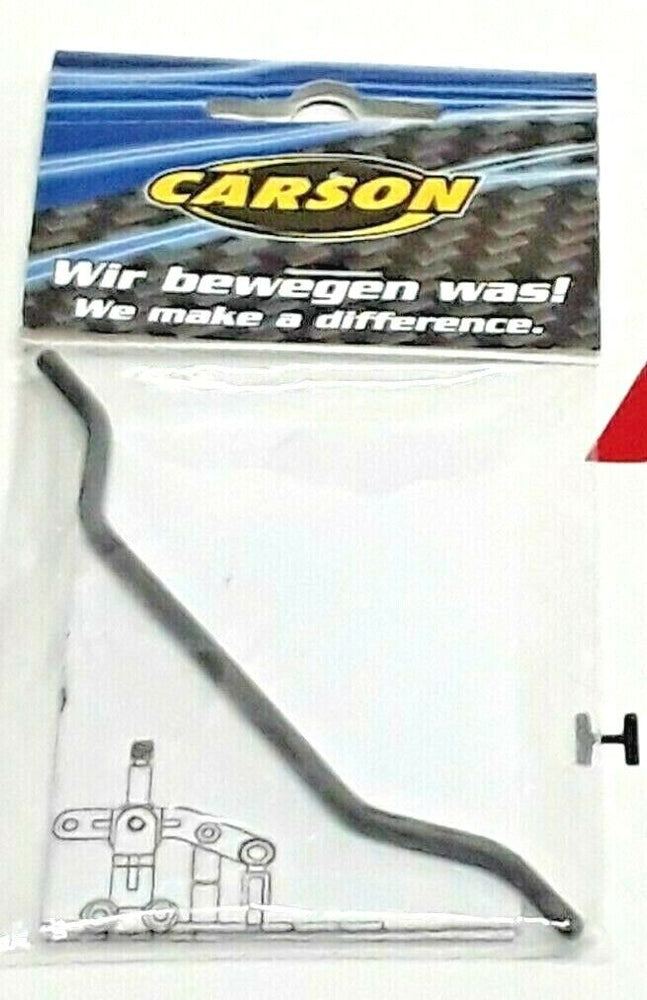 CARSON
Wir bewegen was!
We make a difference.